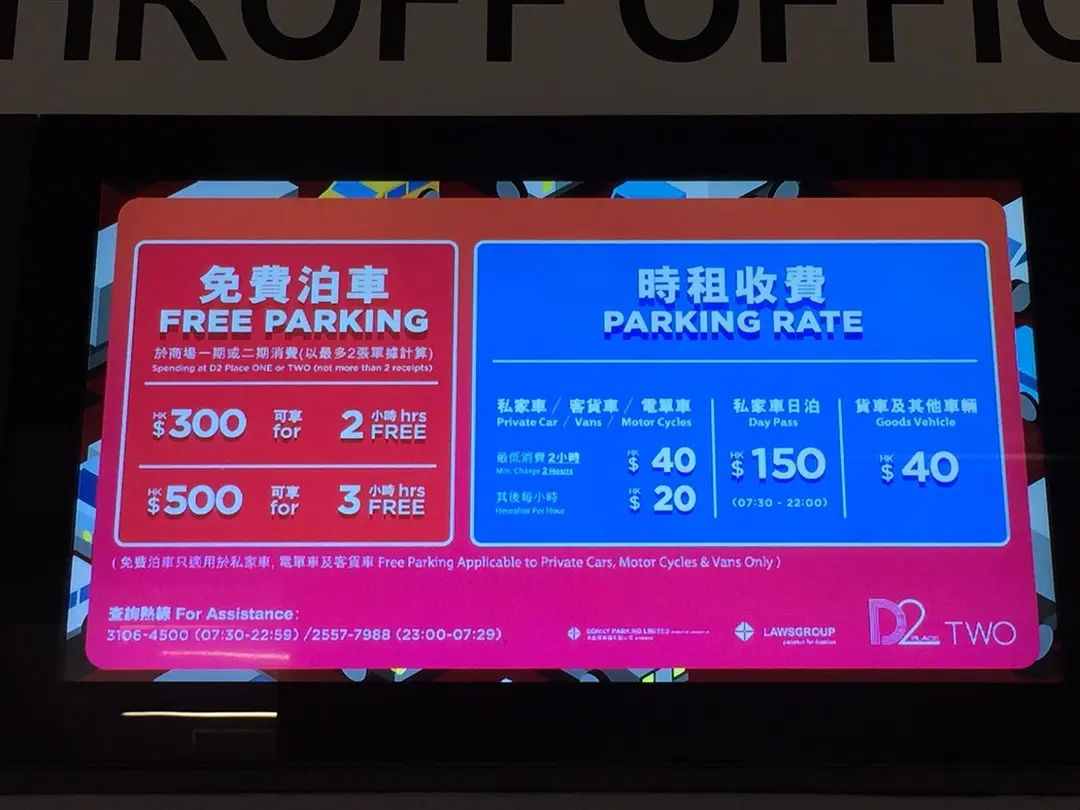 HROFF OFFIC
免費泊車
FREE PARKING
於商場一期或二期消費(以最多2張單據計算)
Spending at D2 Place ONE or TWO (not more than 2 receipts)
HK$300 可享 for 2 小時 hrs FREE
HK$500 可享 for 3 小時 hrs FREE
時租收費
PARKING RATE
私家車 / 客貨車 / 電單車
Private Car / Vans / Motor Cycles
最低消費 2小時 HK$ 40
Min. Charge 2 Hours
其後每小時 HK$ 20
Hereafter Per Hour
私家車日泊
Day Pass
HK$150
(07:30 - 22:00)
貨車及其他車輛
Goods Vehicle
HK$40
( 免費泊車只適用於私家車, 電單車及客貨車 Free Parking Applicable to Private Cars, Motor Cycles & Vans Only )
查詢熱線 For Assistance:
3106-4500 (07:30-22:59) /2557-7988 (23:00-07:29)
PARKING LIMITED
LAWSGROUP
D2 PLACE TWO